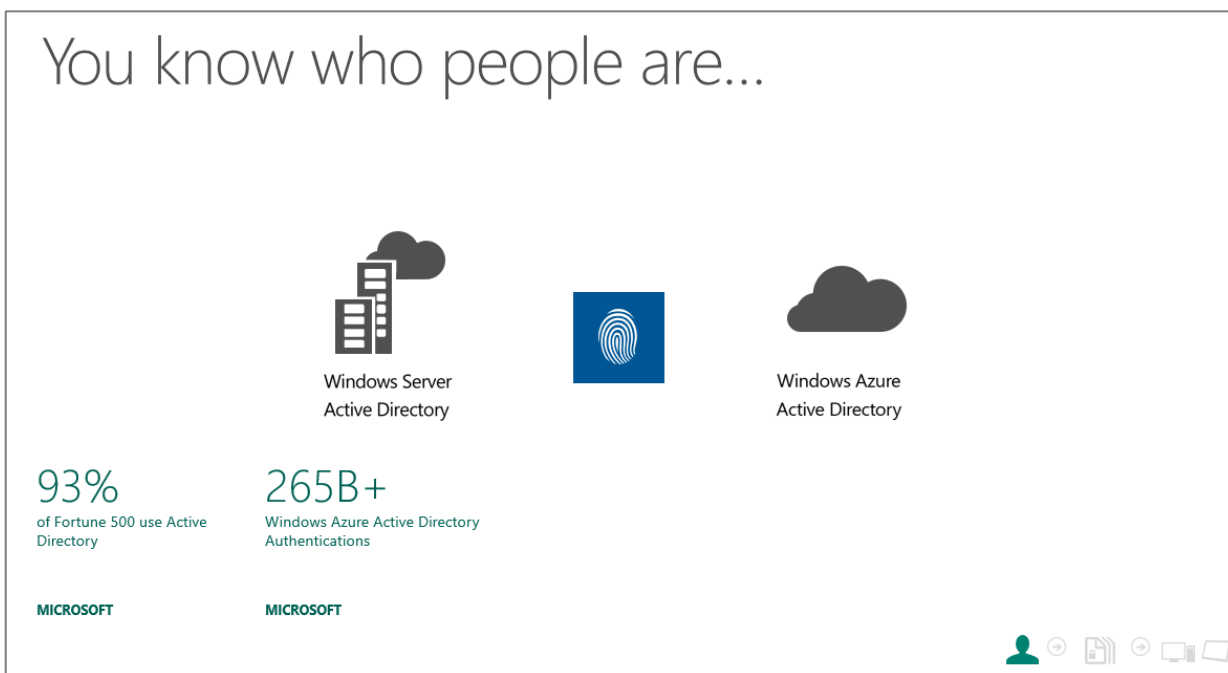 You know who people are...
Windows Server
Active Directory
Windows Azure
Active Directory
93%
of Fortune 500 use Active
Directory
MICROSOFT
265B+
Windows Azure Active Directory
Authentications
MICROSOFT